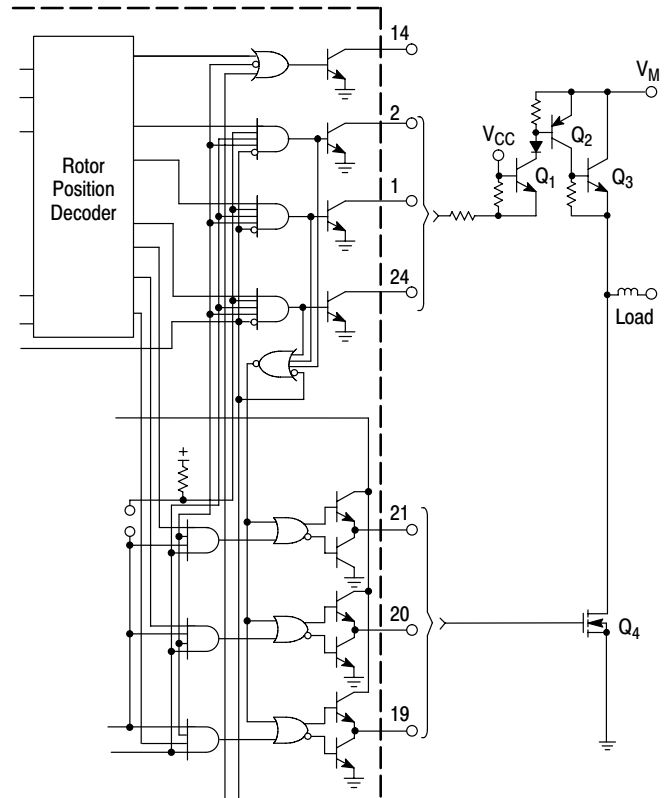 14
V_M
2
V_CC
Q_2
Q_1
Q_3
Rotor
Position
Decoder
1
24
Load
+
21
20
Q_4
19